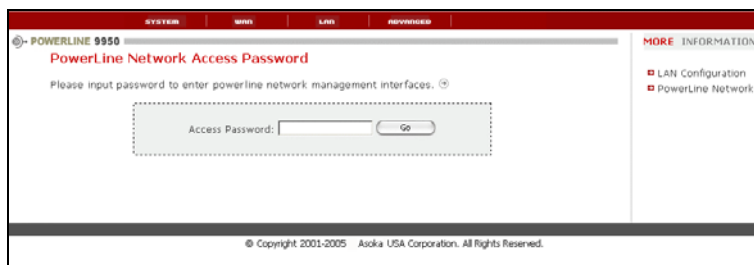 SYSTEM WAN LAN ADVANCED
POWERLINE 9950
PowerLine Network Access Password
Please input password to enter powerline network management interfaces.
Access Password: Go
MORE INFORMATION
LAN Configuration
PowerLine Network
© Copyright 2001-2005 Asoka USA Corporation. All Rights Reserved.